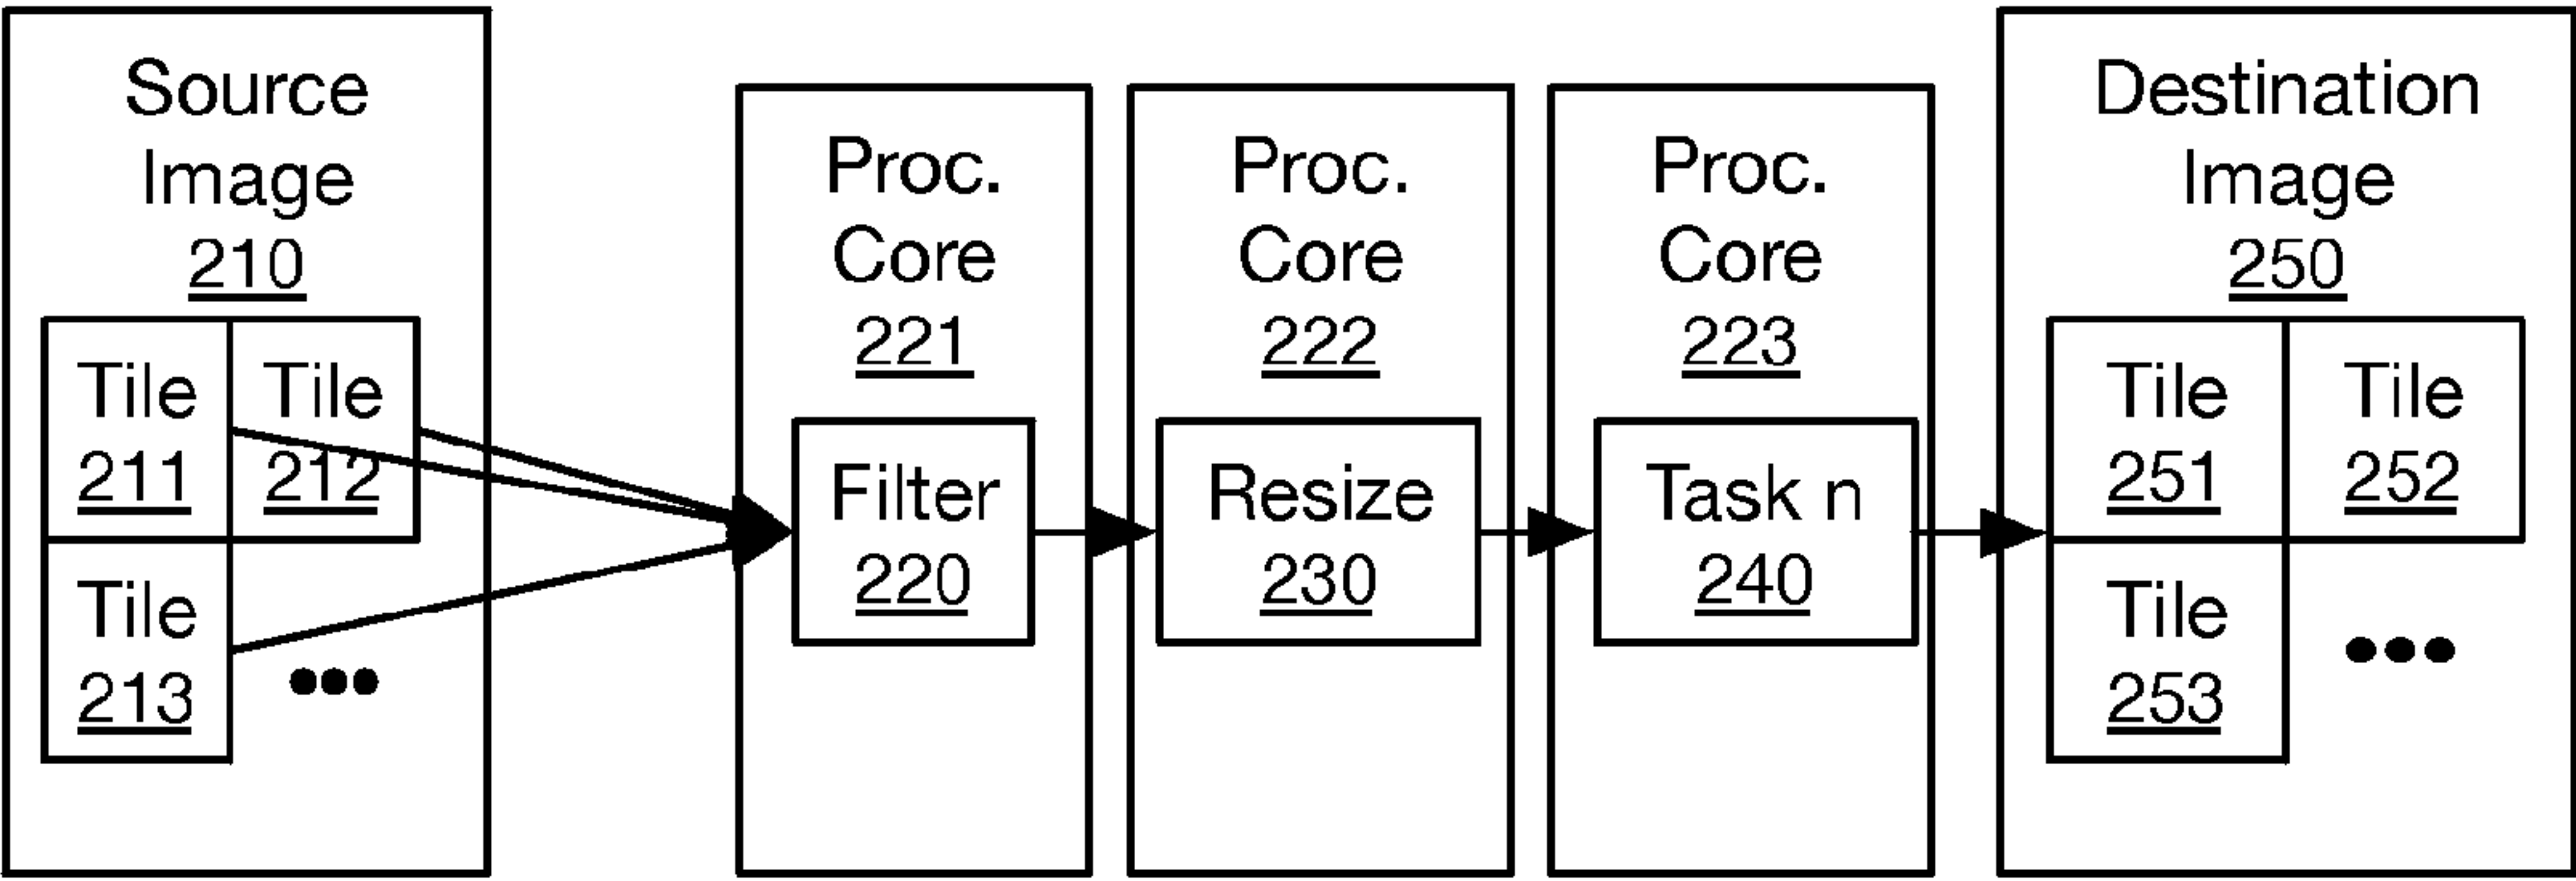 Source
Image
210
Tile
211
Tile
212
Tile
213
Proc.
Core
221
Filter
220
Proc.
Core
222
Resize
230
Proc.
Core
223
Task n
240
Destination
Image
250
Tile
251
Tile
252
Tile
253